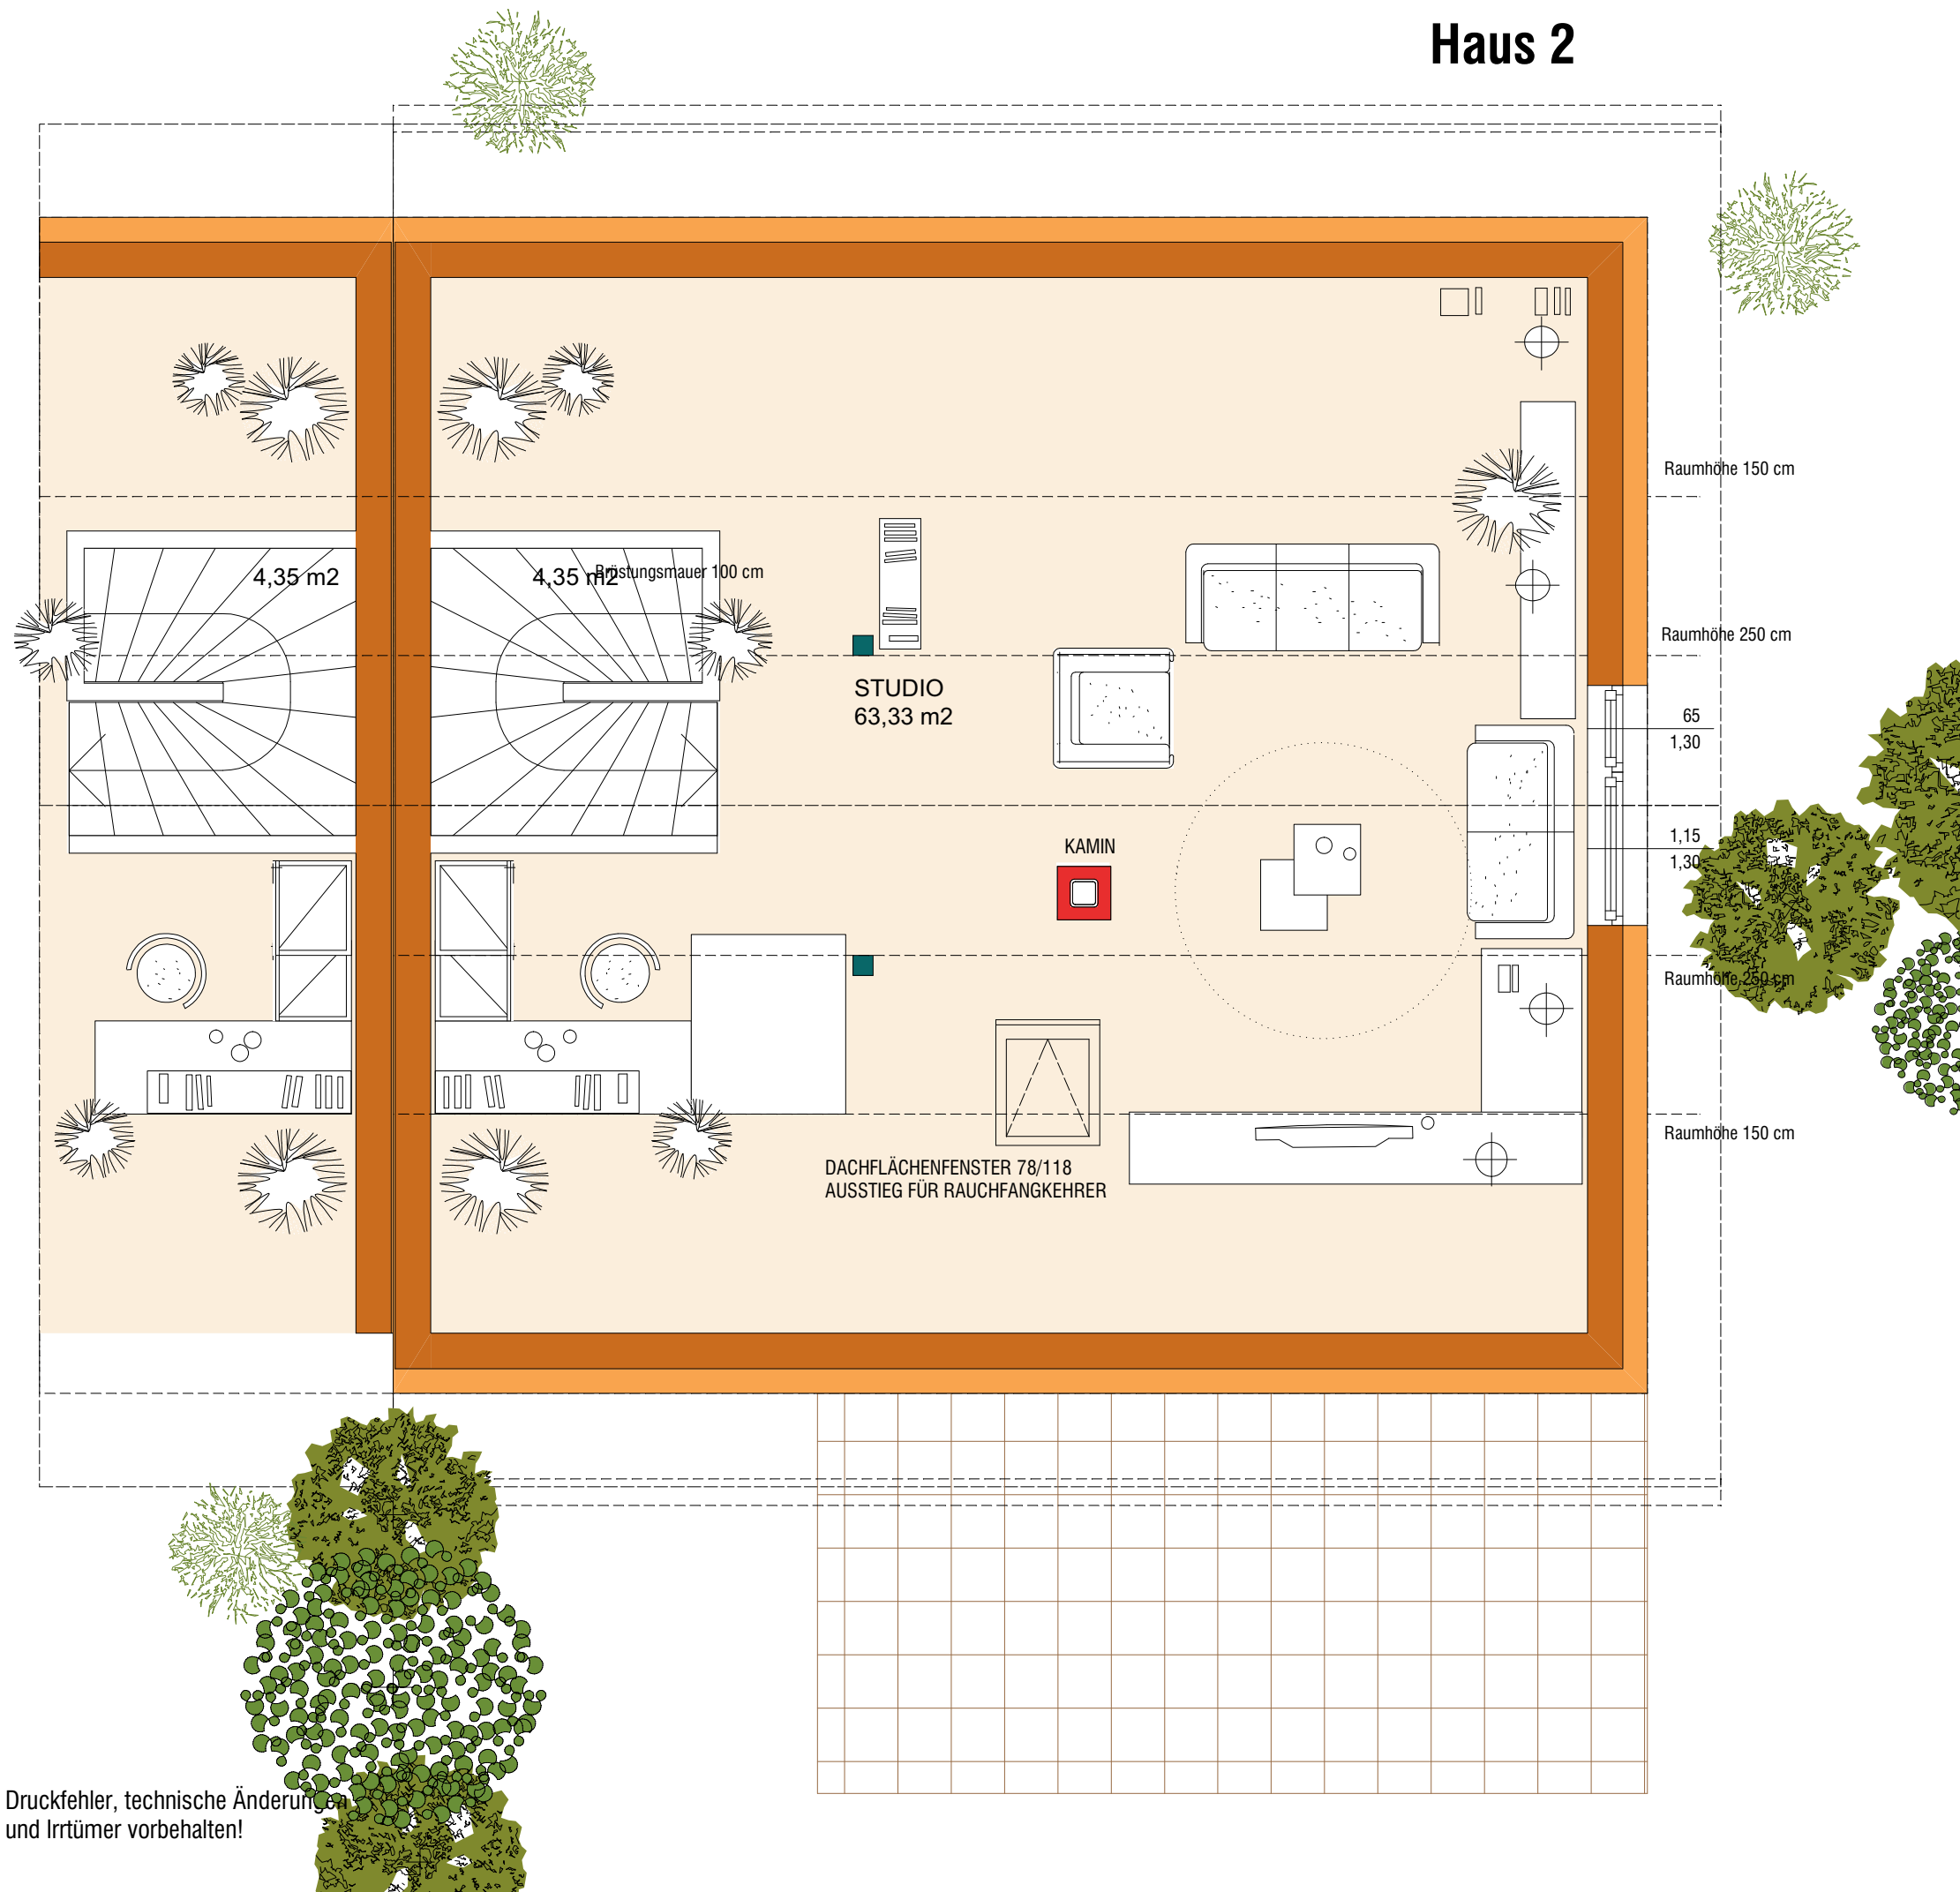 Haus 2
Raumhöhe 150 cm
4,35 m2
4,35 m2
Brüstungsmauer 100 cm
Raumhöhe 250 cm
STUDIO
63,33 m2
65
1,30
1,15
1,30
KAMIN
Raumhöhe 250 cm
Raumhöhe 150 cm
DACHFLÄCHENFENSTER 78/118
AUSSTIEG FÜR RAUCHFANGKEHRER
Druckfehler, technische Änderungen
und Irrtümer vorbehalten!